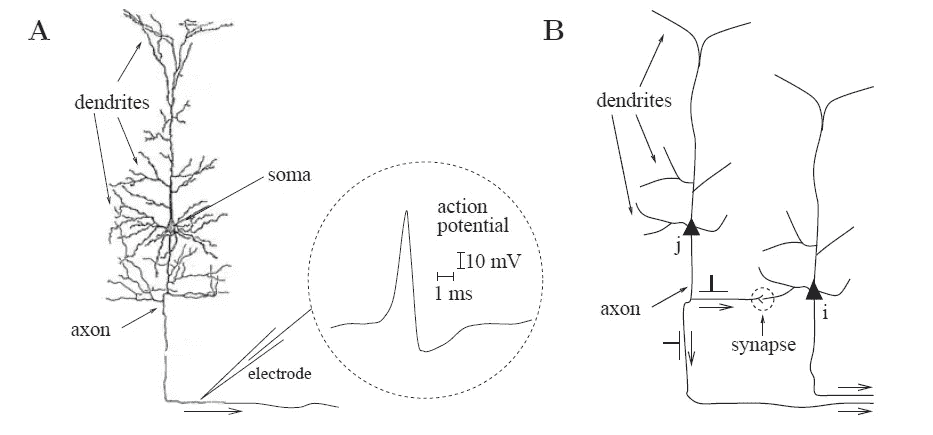 A
dendrites
soma
action
potential
10 mV
1 ms
axon
electrode
B
dendrites
j
axon
i
synapse